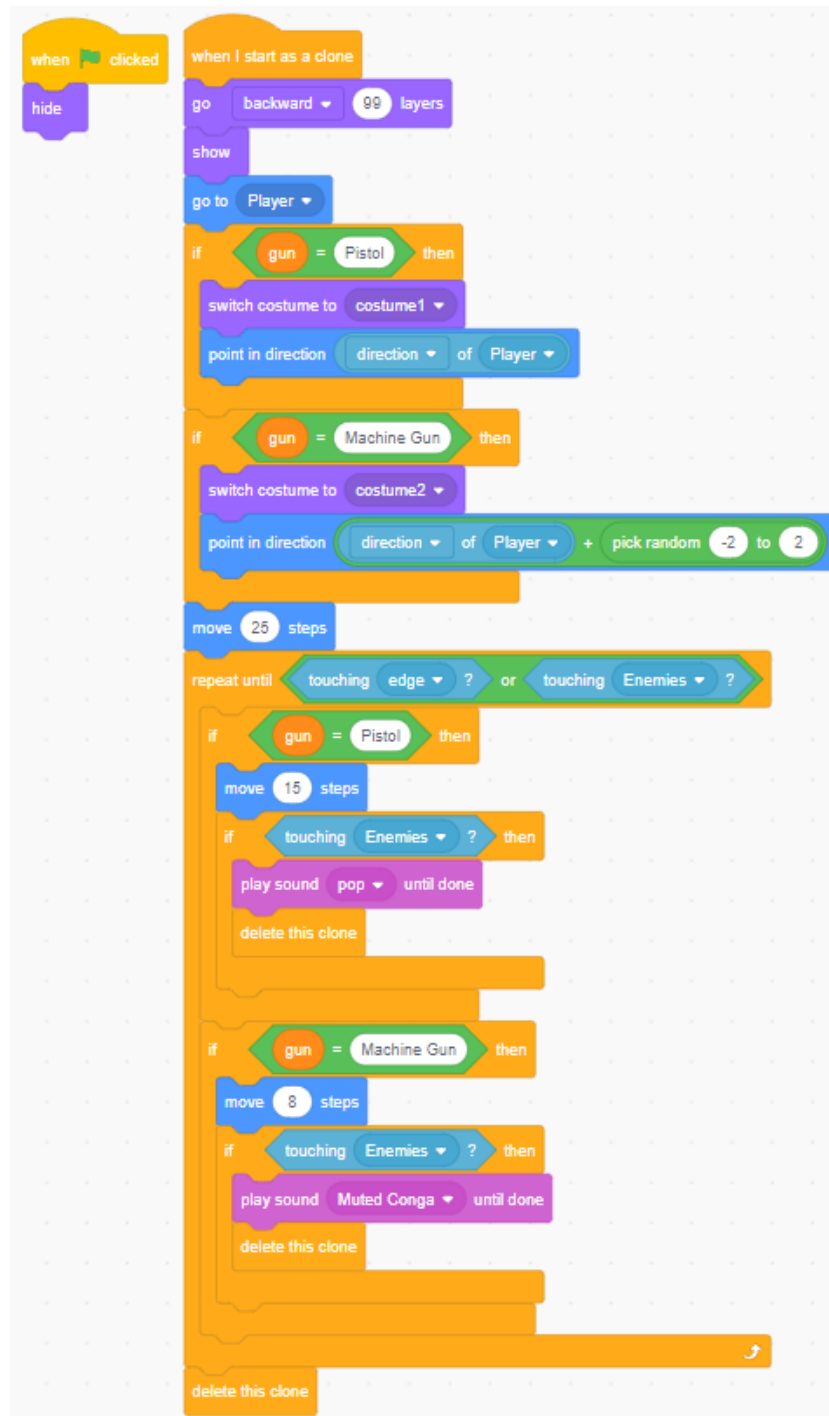 when clicked
hide
when I start as a clone
go backward 99 layers
show
go to Player
if gun = Pistol then
switch costume to costume1
point in direction direction of Player
if gun = Machine Gun then
switch costume to costume2
point in direction direction of Player + pick random -2 to 2
move 25 steps
repeat until touching edge ? or touching Enemies ?
if gun = Pistol then
move 15 steps
if touching Enemies ? then
play sound pop until done
delete this clone
if gun = Machine Gun then
move 8 steps
if touching Enemies ? then
play sound Muted Conga until done
delete this clone
delete this clone